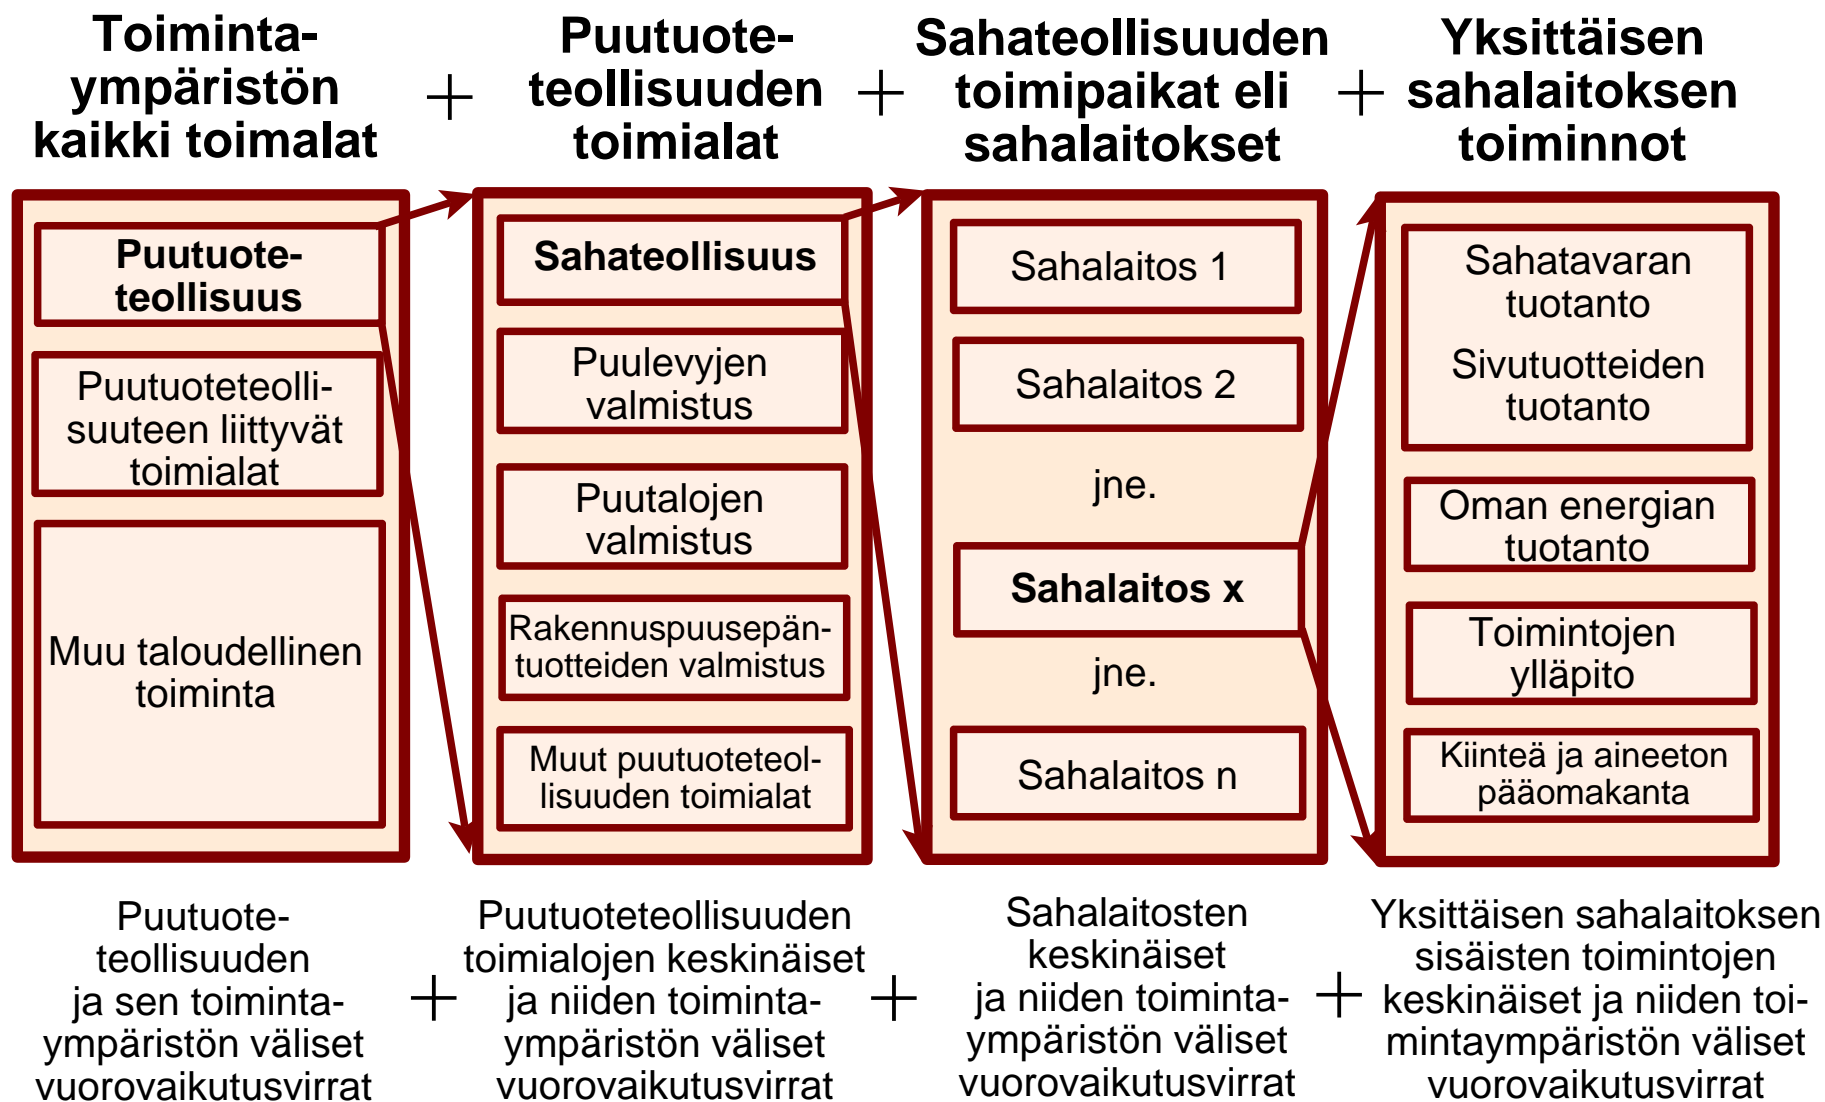 Toiminta-
ympäristön
kaikki toimalat
+
Puutuote-
teollisuuden
toimialat
+
Sahateollisuuden
toimipaikat eli
sahalaitokset
+
Yksittäisen
sahalaitoksen
toiminnot
Puutuote-
teollisuus
Puutuoteteolli-
suuteen liittyvät
toimialat
Muu taloudellinen
toiminta
Sahateollisuus
Puulevyjen
valmistus
Puutalojen
valmistus
Rakennuspuusepän-
tuotteiden valmistus
Muut puutuoteteol-
lisuuden toimialat
Sahalaitos 1
Sahalaitos 2
jne.
Sahalaitos x
jne.
Sahalaitos n
Sahatavaran
tuotanto
Sivutuotteiden
tuotanto
Oman energian
tuotanto
Toimintojen
ylläpito
Kiinteä ja aineeton
pääomakanta
Puutuote-
teollisuuden
ja sen toiminta-
ympäristön väliset
vuorovaikutusvirrat
+
Puutuoteteollisuuden
toimialojen keskinäiset
ja niiden toiminta-
ympäristön väliset
vuorovaikutusvirrat
+
Sahalaitosten
keskinäiset
ja niiden toiminta-
ympäristön väliset
vuorovaikutusvirrat
+
Yksittäisen sahalaitoksen
sisäisten toimintojen
keskinäiset ja niiden toi-
mintaympäristön väliset
vuorovaikutusvirrat